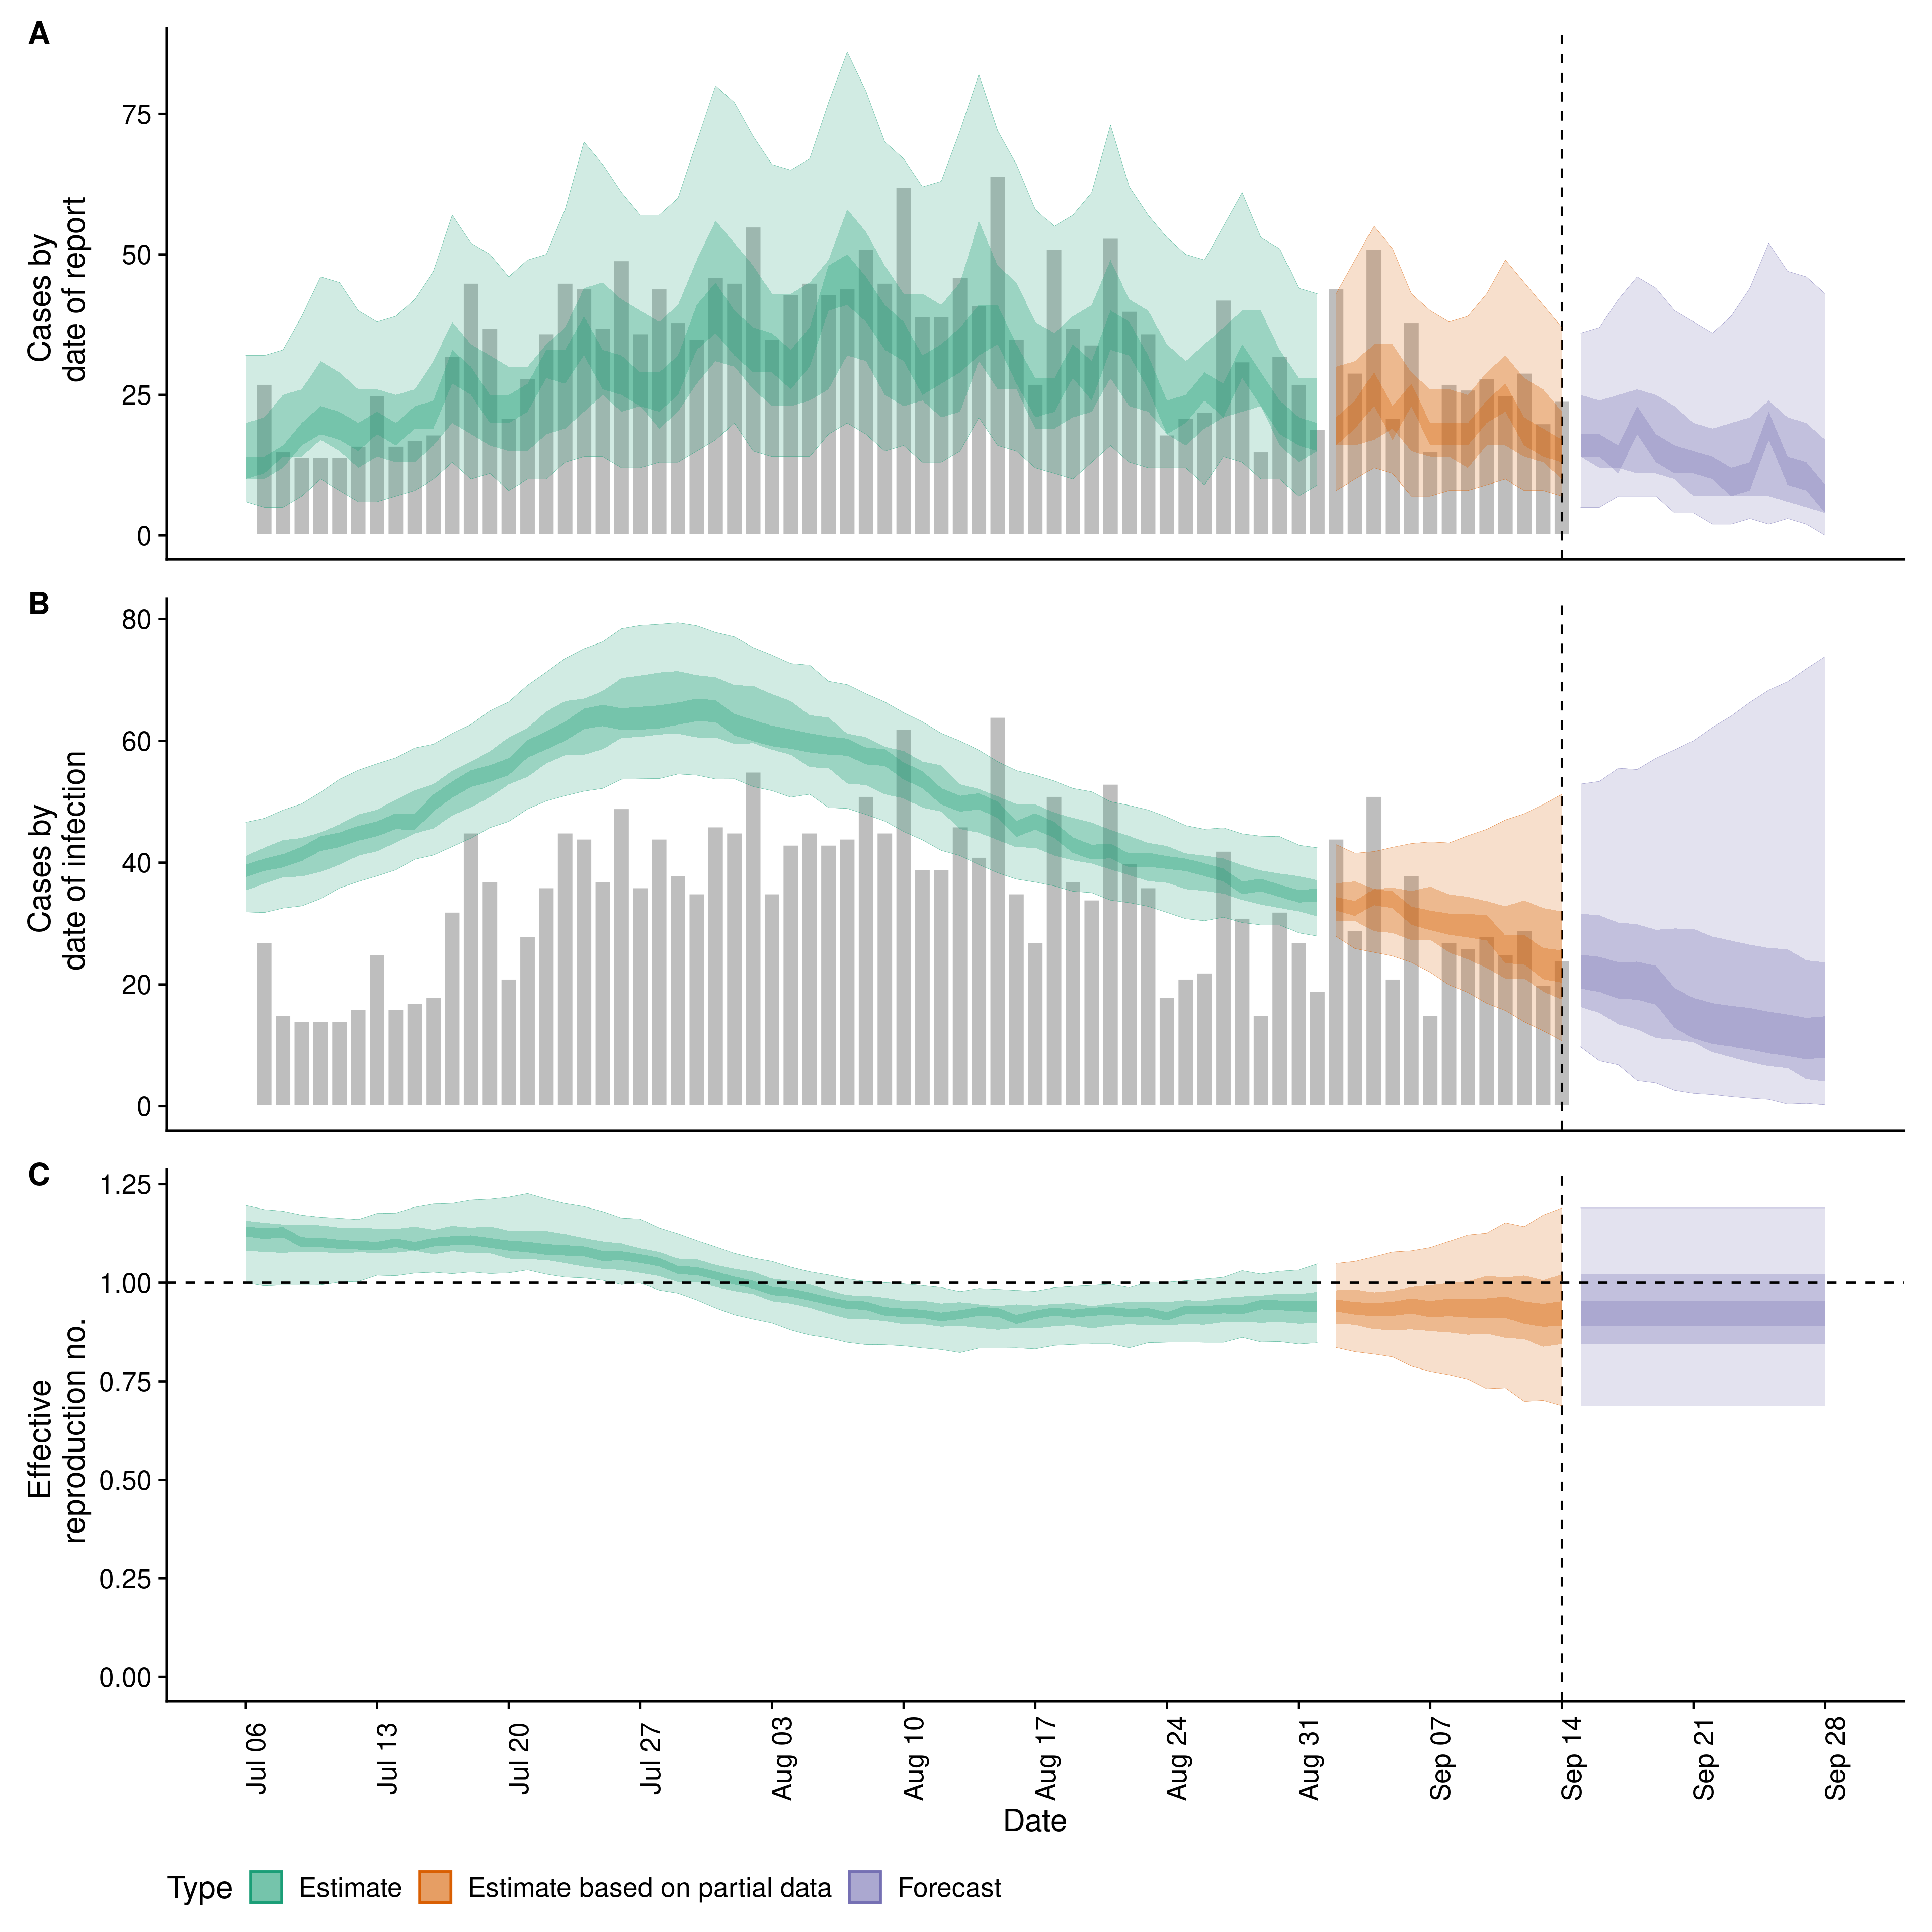 A
Cases by
date of report
75
50
25
0
B
Cases by
date of infection
80
60
40
20
0
C
Effective
reproduction no.
1.25
1.00
0.75
0.50
0.25
0.00
Jul 06
Jul 13
Jul 20
Jul 27
Aug 03
Aug 10
Aug 17
Aug 24
Aug 31
Sep 07
Sep 14
Sep 21
Sep 28
Date
Type Estimate Estimate based on partial data Forecast